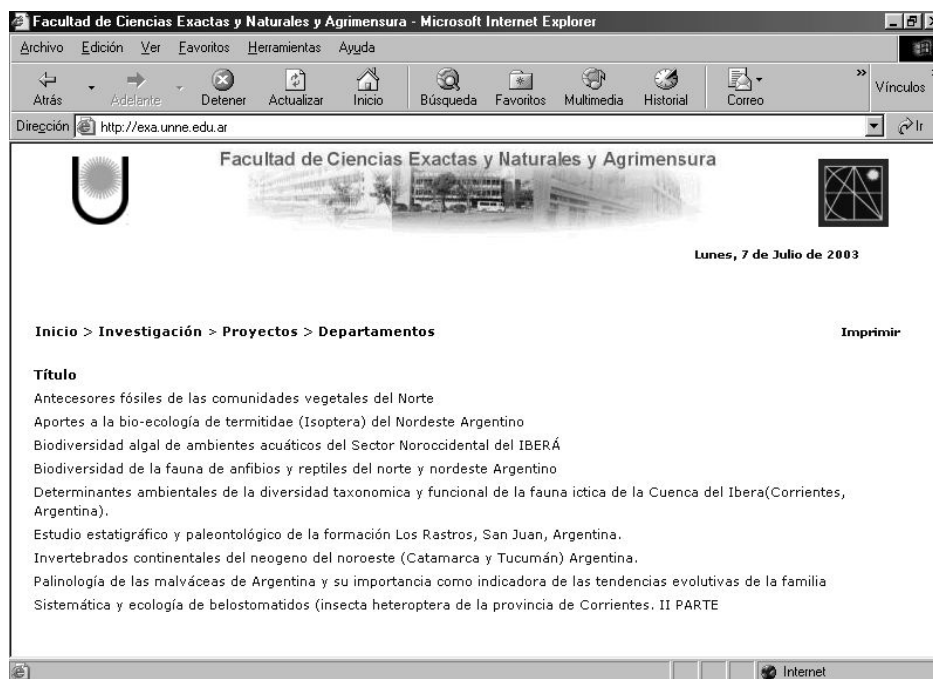 Facultad de Ciencias Exactas y Naturales y Agrimensura - Microsoft Internet Explorer
Archivo Edición Ver Favoritos Herramientas Ayuda
Atrás Adelante Detener Actualizar Inicio Búsqueda Favoritos Multimedia Historial Correo » Vínculos
Dirección http://exa.unne.edu.ar Ir
Facultad de Ciencias Exactas y Naturales y Agrimensura
Lunes, 7 de Julio de 2003
Inicio > Investigación > Proyectos > Departamentos Imprimir
Título
Antecesores fósiles de las comunidades vegetales del Norte
Aportes a la bio-ecología de termitidae (Isoptera) del Nordeste Argentino
Biodiversidad algal de ambientes acuáticos del Sector Noroccidental del IBERÁ
Biodiversidad de la fauna de anfibios y reptiles del norte y nordeste Argentino
Determinantes ambientales de la diversidad taxonomica y funcional de la fauna ictica de la Cuenca del Ibera(Corrientes,
Argentina).
Estudio estatigráfico y paleontológico de la formación Los Rastros, San Juan, Argentina.
Invertebrados continentales del neogeno del noroeste (Catamarca y Tucumán) Argentina.
Palinología de las malváceas de Argentina y su importancia como indicadora de las tendencias evolutivas de la familia
Sistemática y ecología de belostomatidos (insecta heteroptera de la provincia de Corrientes. II PARTE
Internet